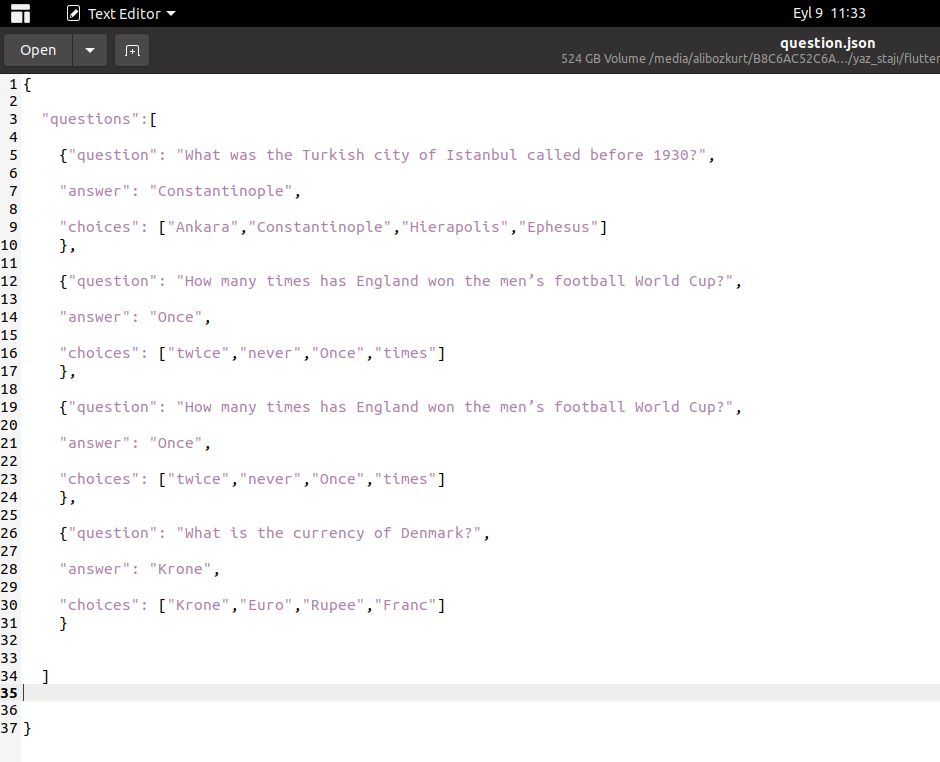 Text Editor
Eyl 9 11:33
Open
question.json
524 GB Volume /media/alibozkurt/B8C6AC52C6A…/yaz_staji/flutter
1 {
2
3 "questions":[
4
5 {"question": "What was the Turkish city of Istanbul called before 1930?",
6
7 "answer": "Constantinople",
8
9 "choices": ["Ankara","Constantinople","Hierapolis","Ephesus"]
10 },
11
12 {"question": "How many times has England won the men’s football World Cup?",
13
14 "answer": "Once",
15
16 "choices": ["twice","never","Once","times"]
17 },
18
19 {"question": "How many times has England won the men’s football World Cup?",
20
21 "answer": "Once",
22
23 "choices": ["twice","never","Once","times"]
24 },
25
26 {"question": "What is the currency of Denmark?",
27
28 "answer": "Krone",
29
30 "choices": ["Krone","Euro","Rupee","Franc"]
31 }
32
33
34 ]
35
36
37 }